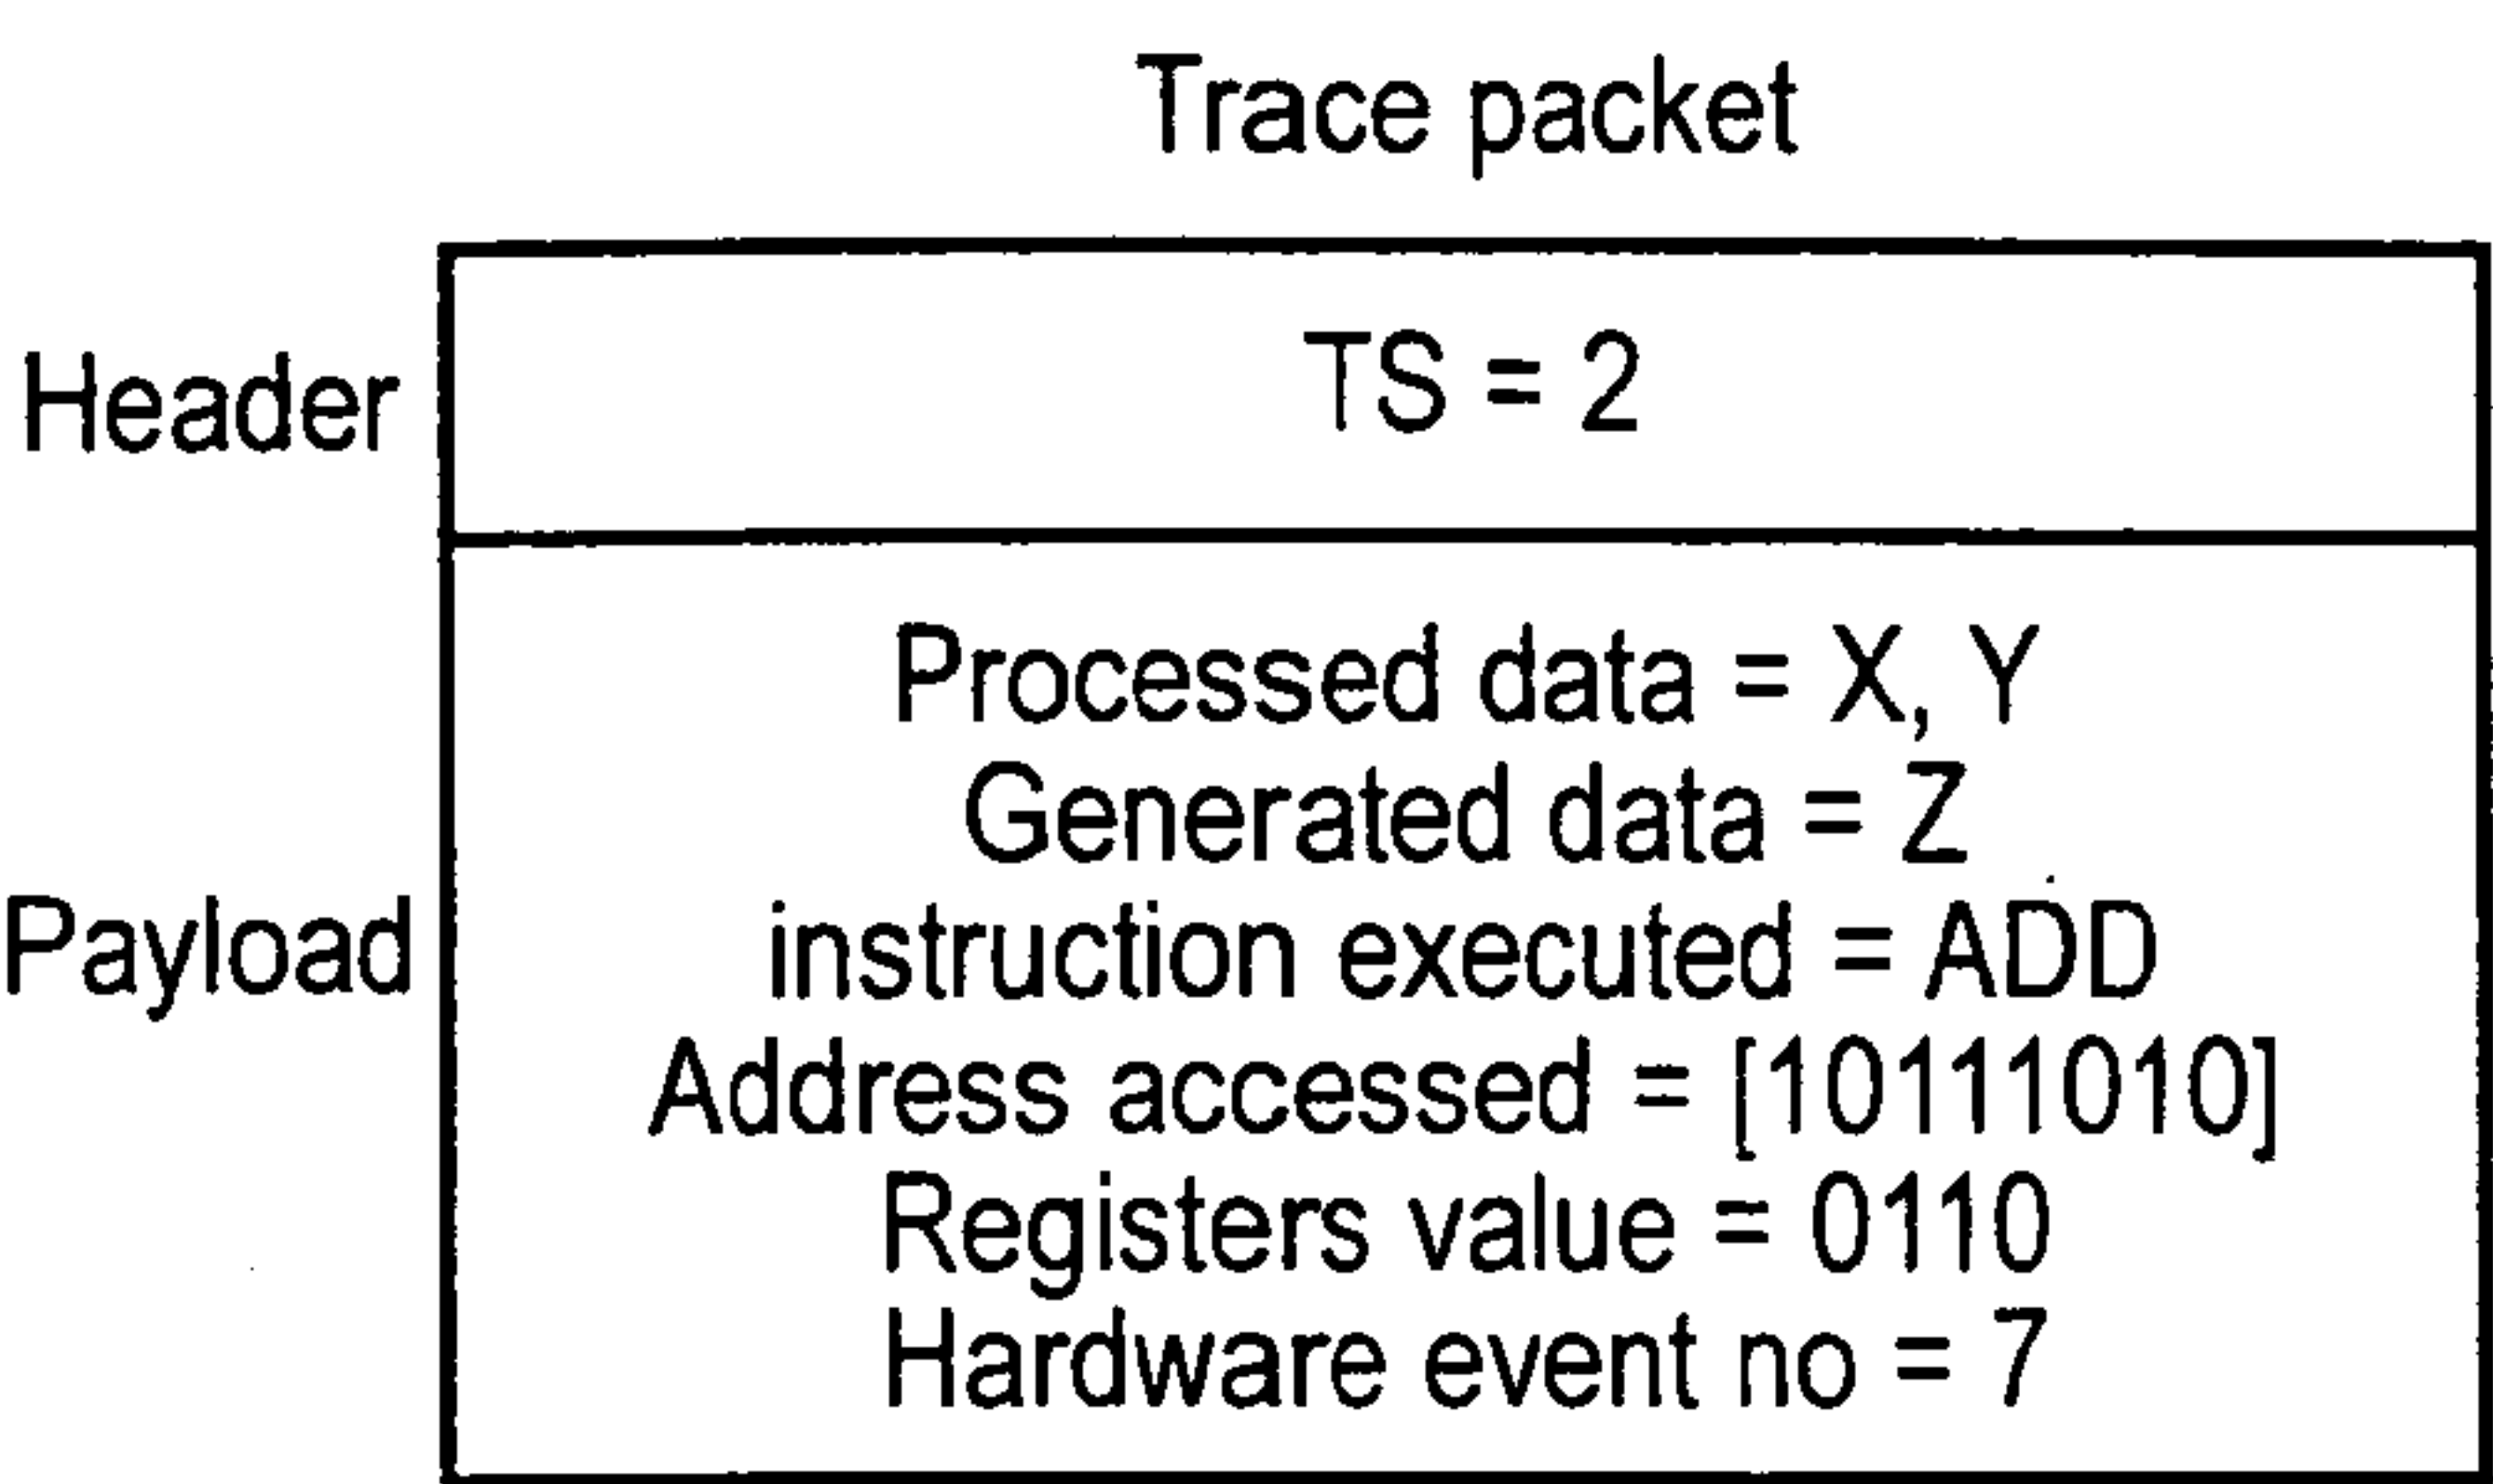 Trace packet
Header
TS = 2
Payload
Processed data = X, Y
Generated data = Z
instruction executed = ADD
Address accessed = [10111010]
Registers value = 0110
Hardware event no = 7